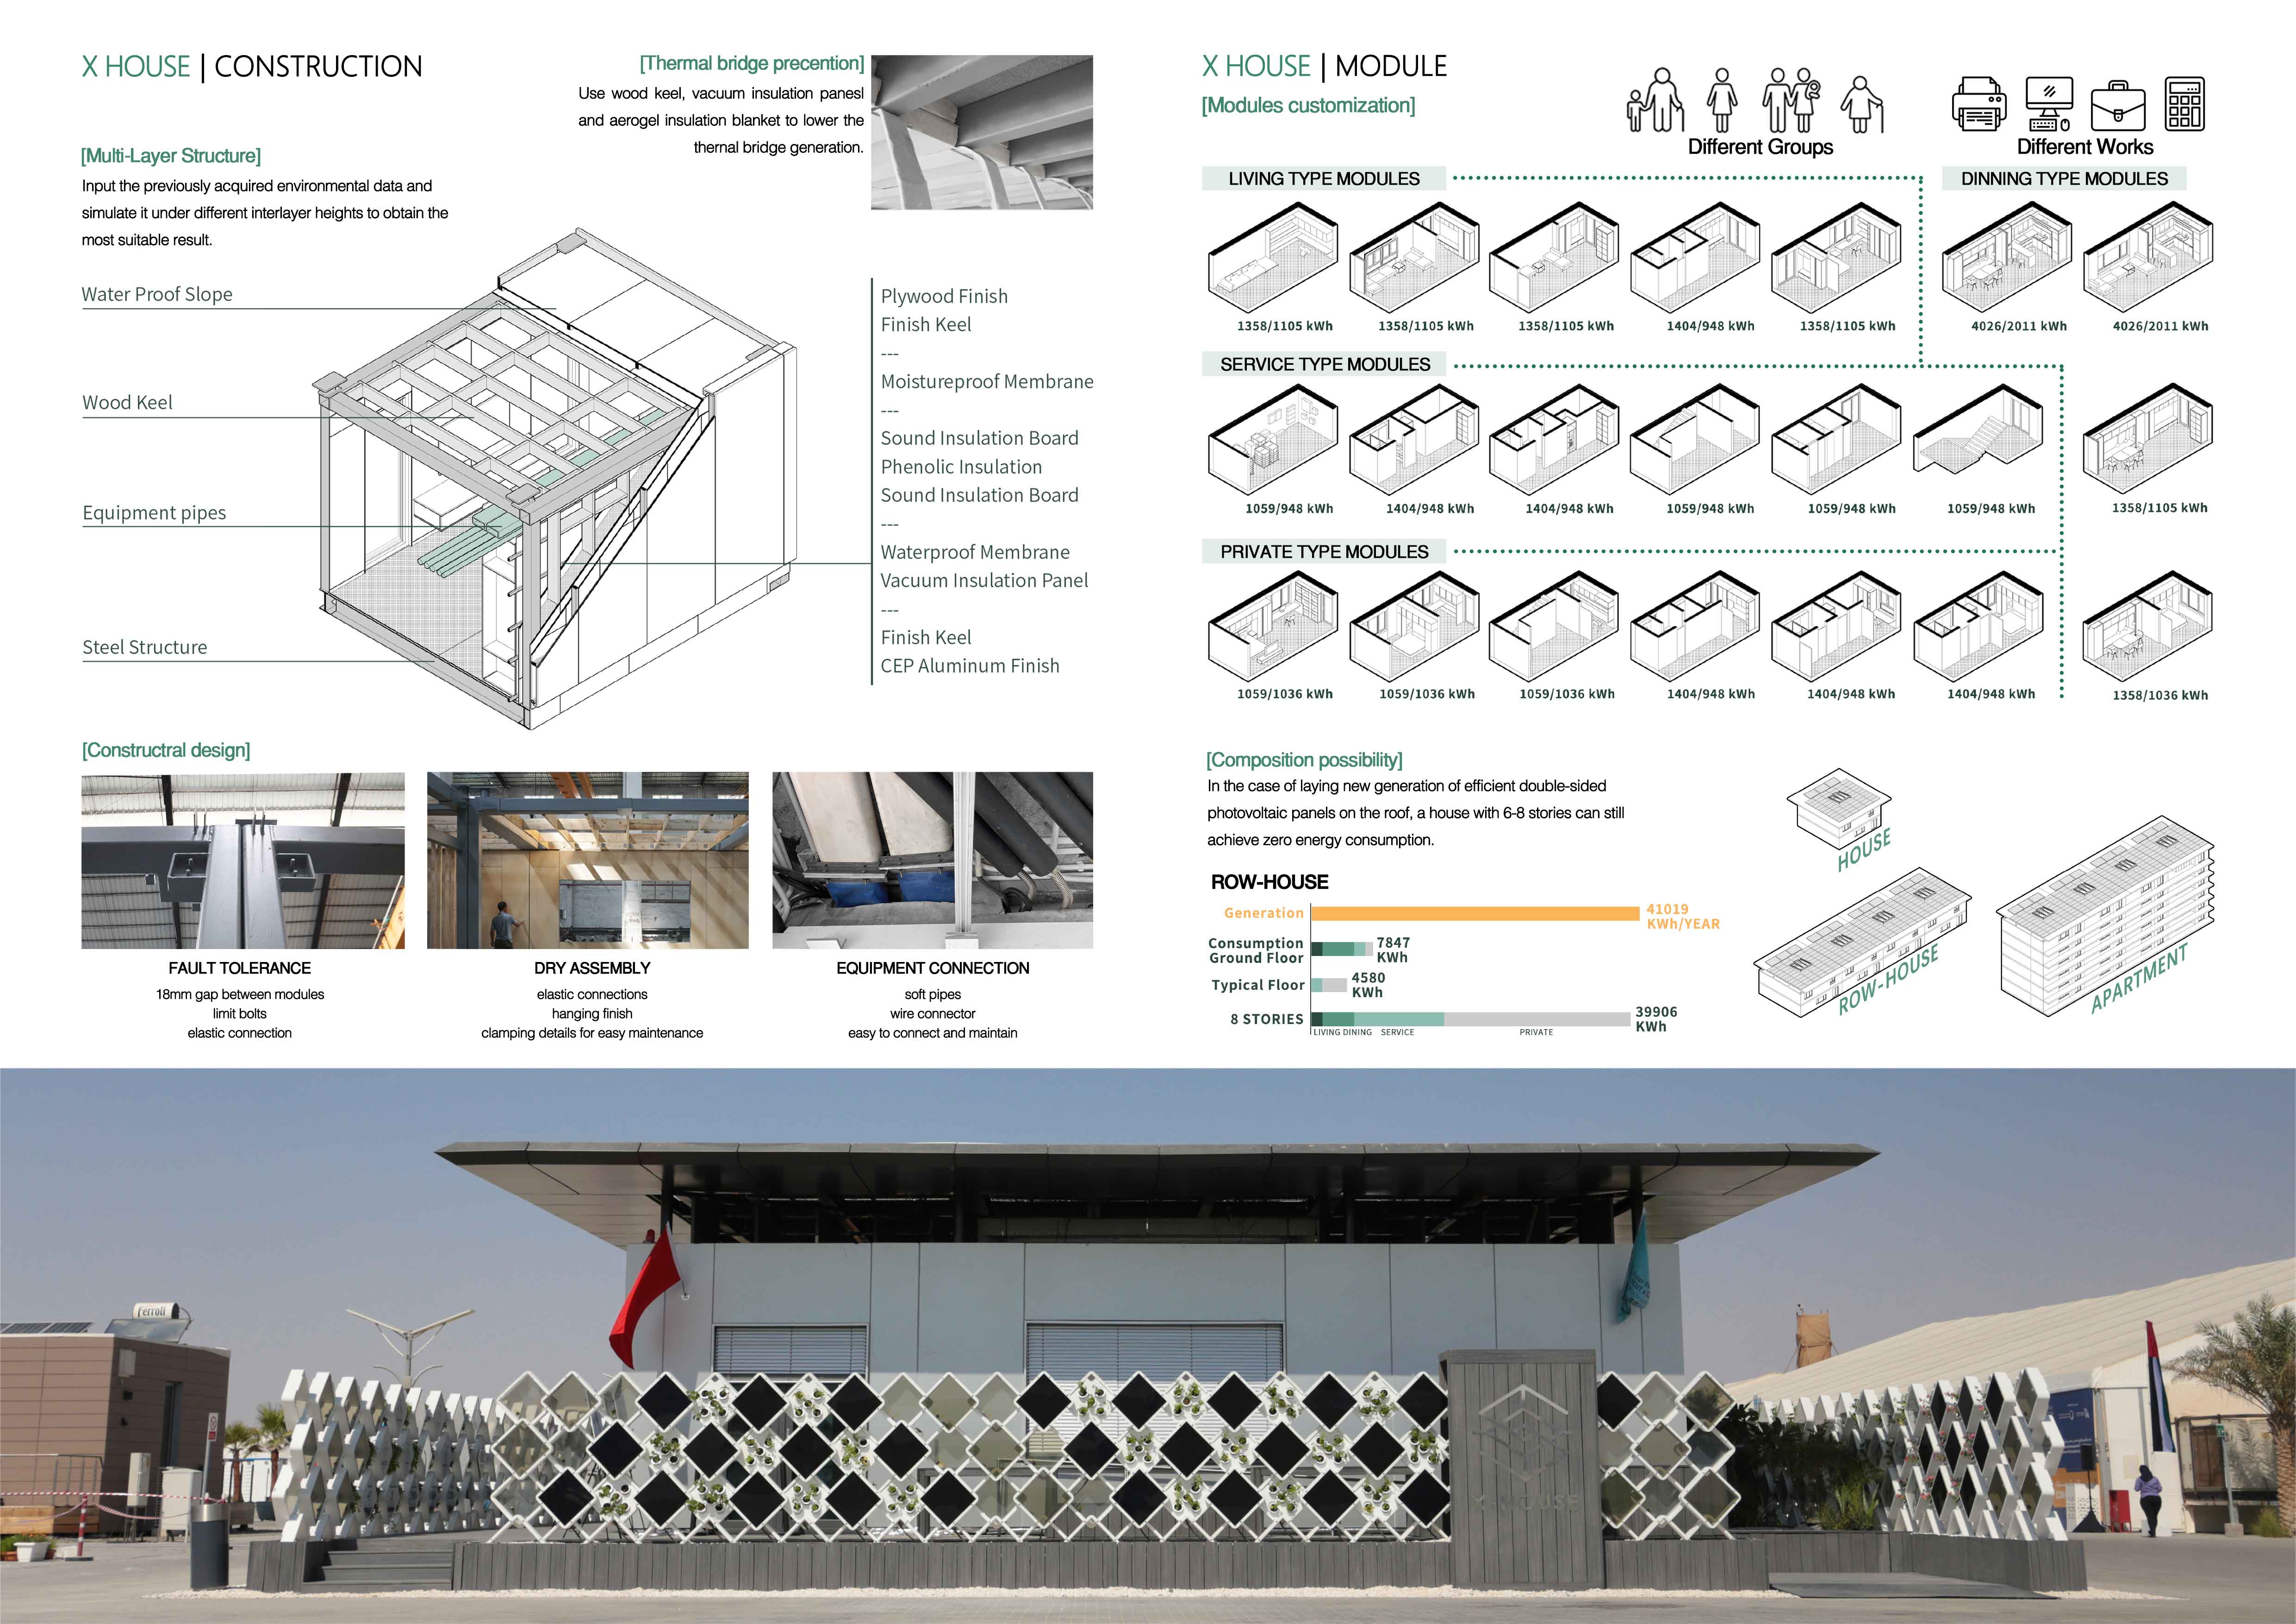 X HOUSE | CONSTRUCTION
[Thermal bridge precention]
Use wood keel, vacuum insulation panesl
and aerogel insulation blanket to lower the
thernal bridge generation.
[Multi-Layer Structure]
Input the previously acquired environmental data and
simulate it under different interlayer heights to obtain the
most suitable result.
Water Proof Slope
Wood Keel
Equipment pipes
Steel Structure
Plywood Finish
Finish Keel
---
Moistureproof Membrane
---
Sound Insulation Board
Phenolic Insulation
Sound Insulation Board
---
Waterproof Membrane
Vacuum Insulation Panel
---
Finish Keel
CEP Aluminum Finish
[Constructral design]
FAULT TOLERANCE
18mm gap between modules
limit bolts
elastic connection
DRY ASSEMBLY
elastic connections
hanging finish
clamping details for easy maintenance
EQUIPMENT CONNECTION
soft pipes
wire connector
easy to connect and maintain
X HOUSE | MODULE
[Modules customization]
Different Groups
Different Works
LIVING TYPE MODULES
DINNING TYPE MODULES
1358/1105 kWh
1358/1105 kWh
1358/1105 kWh
1404/948 kWh
1358/1105 kWh
4026/2011 kWh
4026/2011 kWh
SERVICE TYPE MODULES
1059/948 kWh
1404/948 kWh
1404/948 kWh
1059/948 kWh
1059/948 kWh
1059/948 kWh
1358/1105 kWh
PRIVATE TYPE MODULES
1059/1036 kWh
1059/1036 kWh
1059/1036 kWh
1404/948 kWh
1404/948 kWh
1404/948 kWh
1358/1036 kWh
[Composition possibility]
In the case of laying new generation of efficient double-sided
photovoltaic panels on the roof, a house with 6-8 stories can still
achieve zero energy consumption.
ROW-HOUSE
Generation
41019
KWh/YEAR
Consumption
Ground Floor
7847
KWh
Typical Floor
4580
KWh
8 STORIES
39906
KWh
LIVING DINING SERVICE PRIVATE
HOUSE
ROW-HOUSE
APARTMENT
Ferroli
X-HOUSE